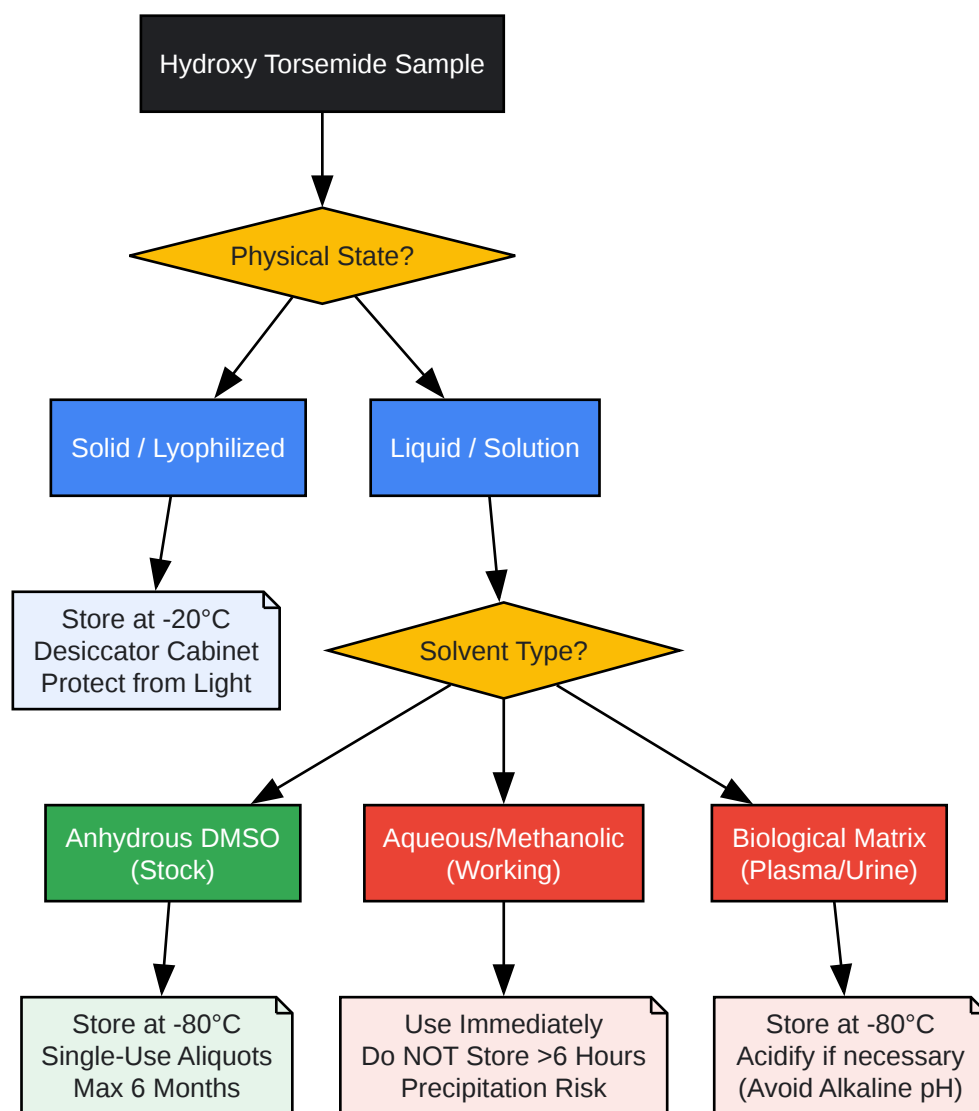 Hydroxy Torsemide Sample
Physical State?
Solid / Lyophilized
Liquid / Solution
Store at -20°C
Desiccator Cabinet
Protect from Light
Solvent Type?
Anhydrous DMSO
(Stock)
Aqueous/Methanolic
(Working)
Biological Matrix
(Plasma/Urine)
Store at -80°C
Single-Use Aliquots
Max 6 Months
Use Immediately
Do NOT Store >6 Hours
Precipitation Risk
Store at -80°C
Acidify if necessary
(Avoid Alkaline pH)